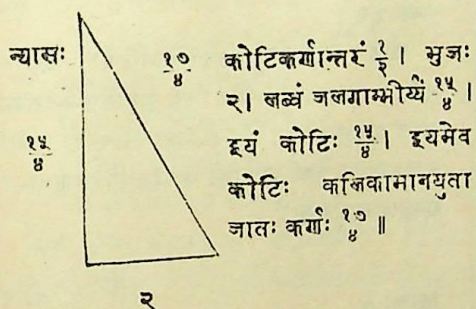 न्यासः
१७/४ कोटिकर्णान्तरं १/२ । भुजः
२। लब्धं जलगाम्भीर्य्यं १५/४ ।
१५/४ इयं कोटिः १५/४ । इयमेव
कोटिः कलिकामानयुता
जातः कर्णः १७/४ ॥
२